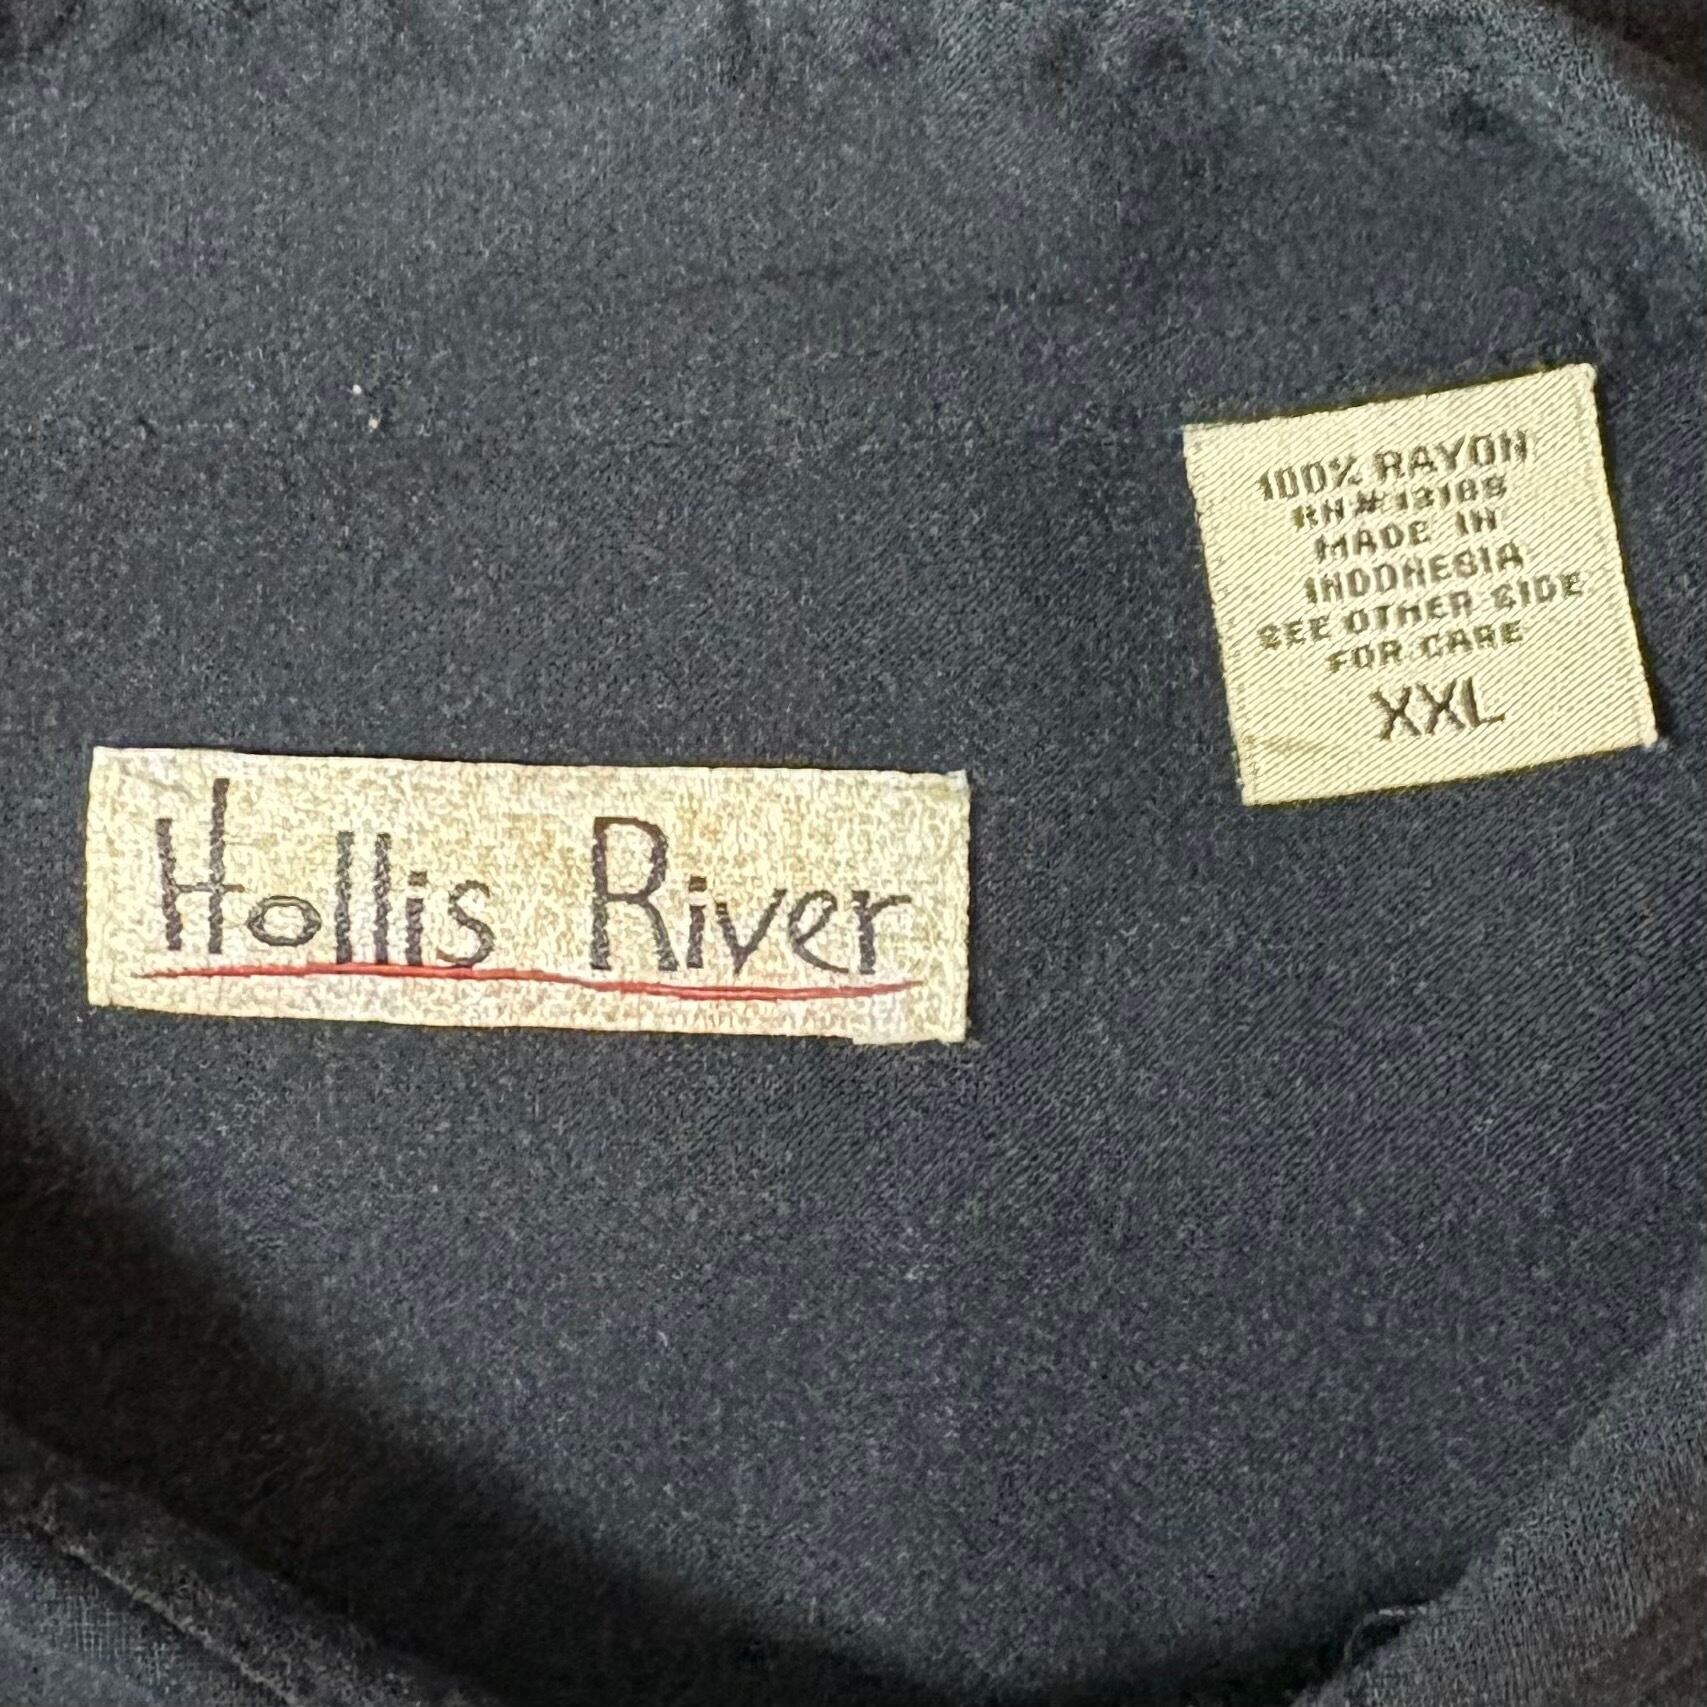 Hollis River
100% RAYON
RN# 13188
MADE IN
INDONESIA
SEE OTHER SIDE
FOR CARE
XXL